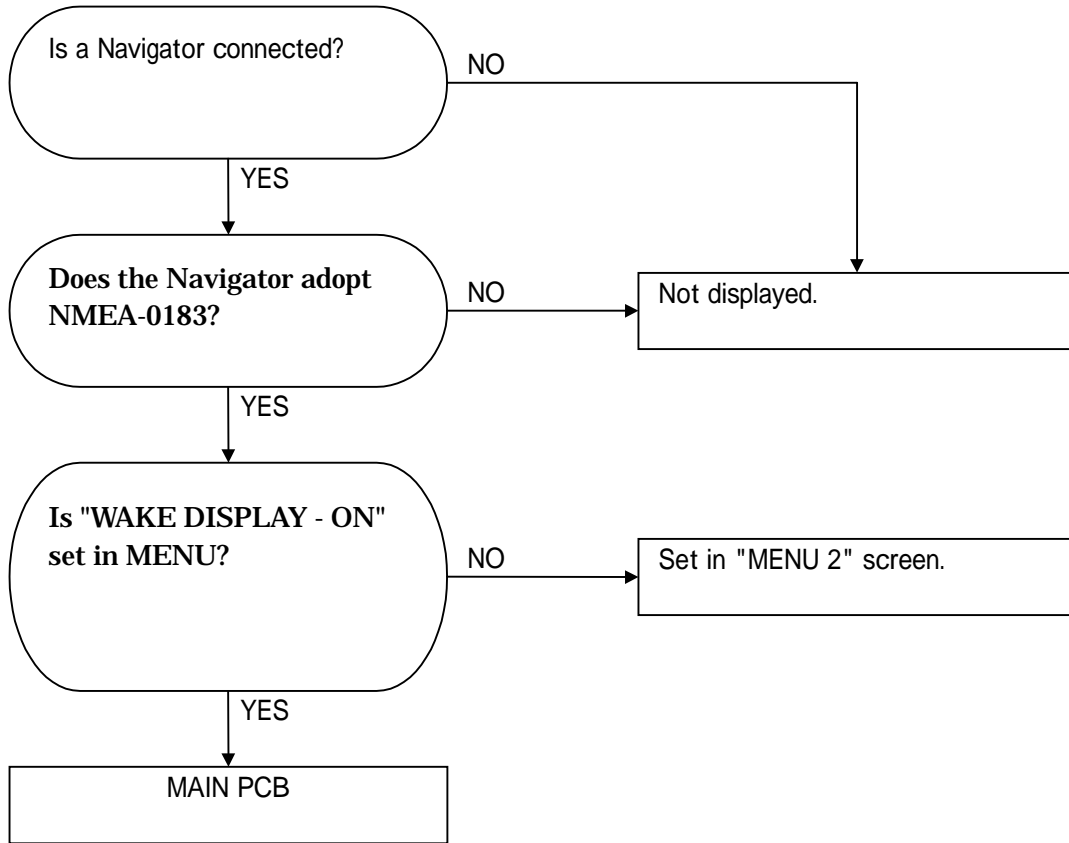 Is a Navigator connected?
NO
YES
Does the Navigator adopt
NMEA-0183?
NO
Not displayed.
YES
Is "WAKE DISPLAY - ON"
set in MENU?
NO
Set in "MENU 2" screen.
YES
MAIN PCB